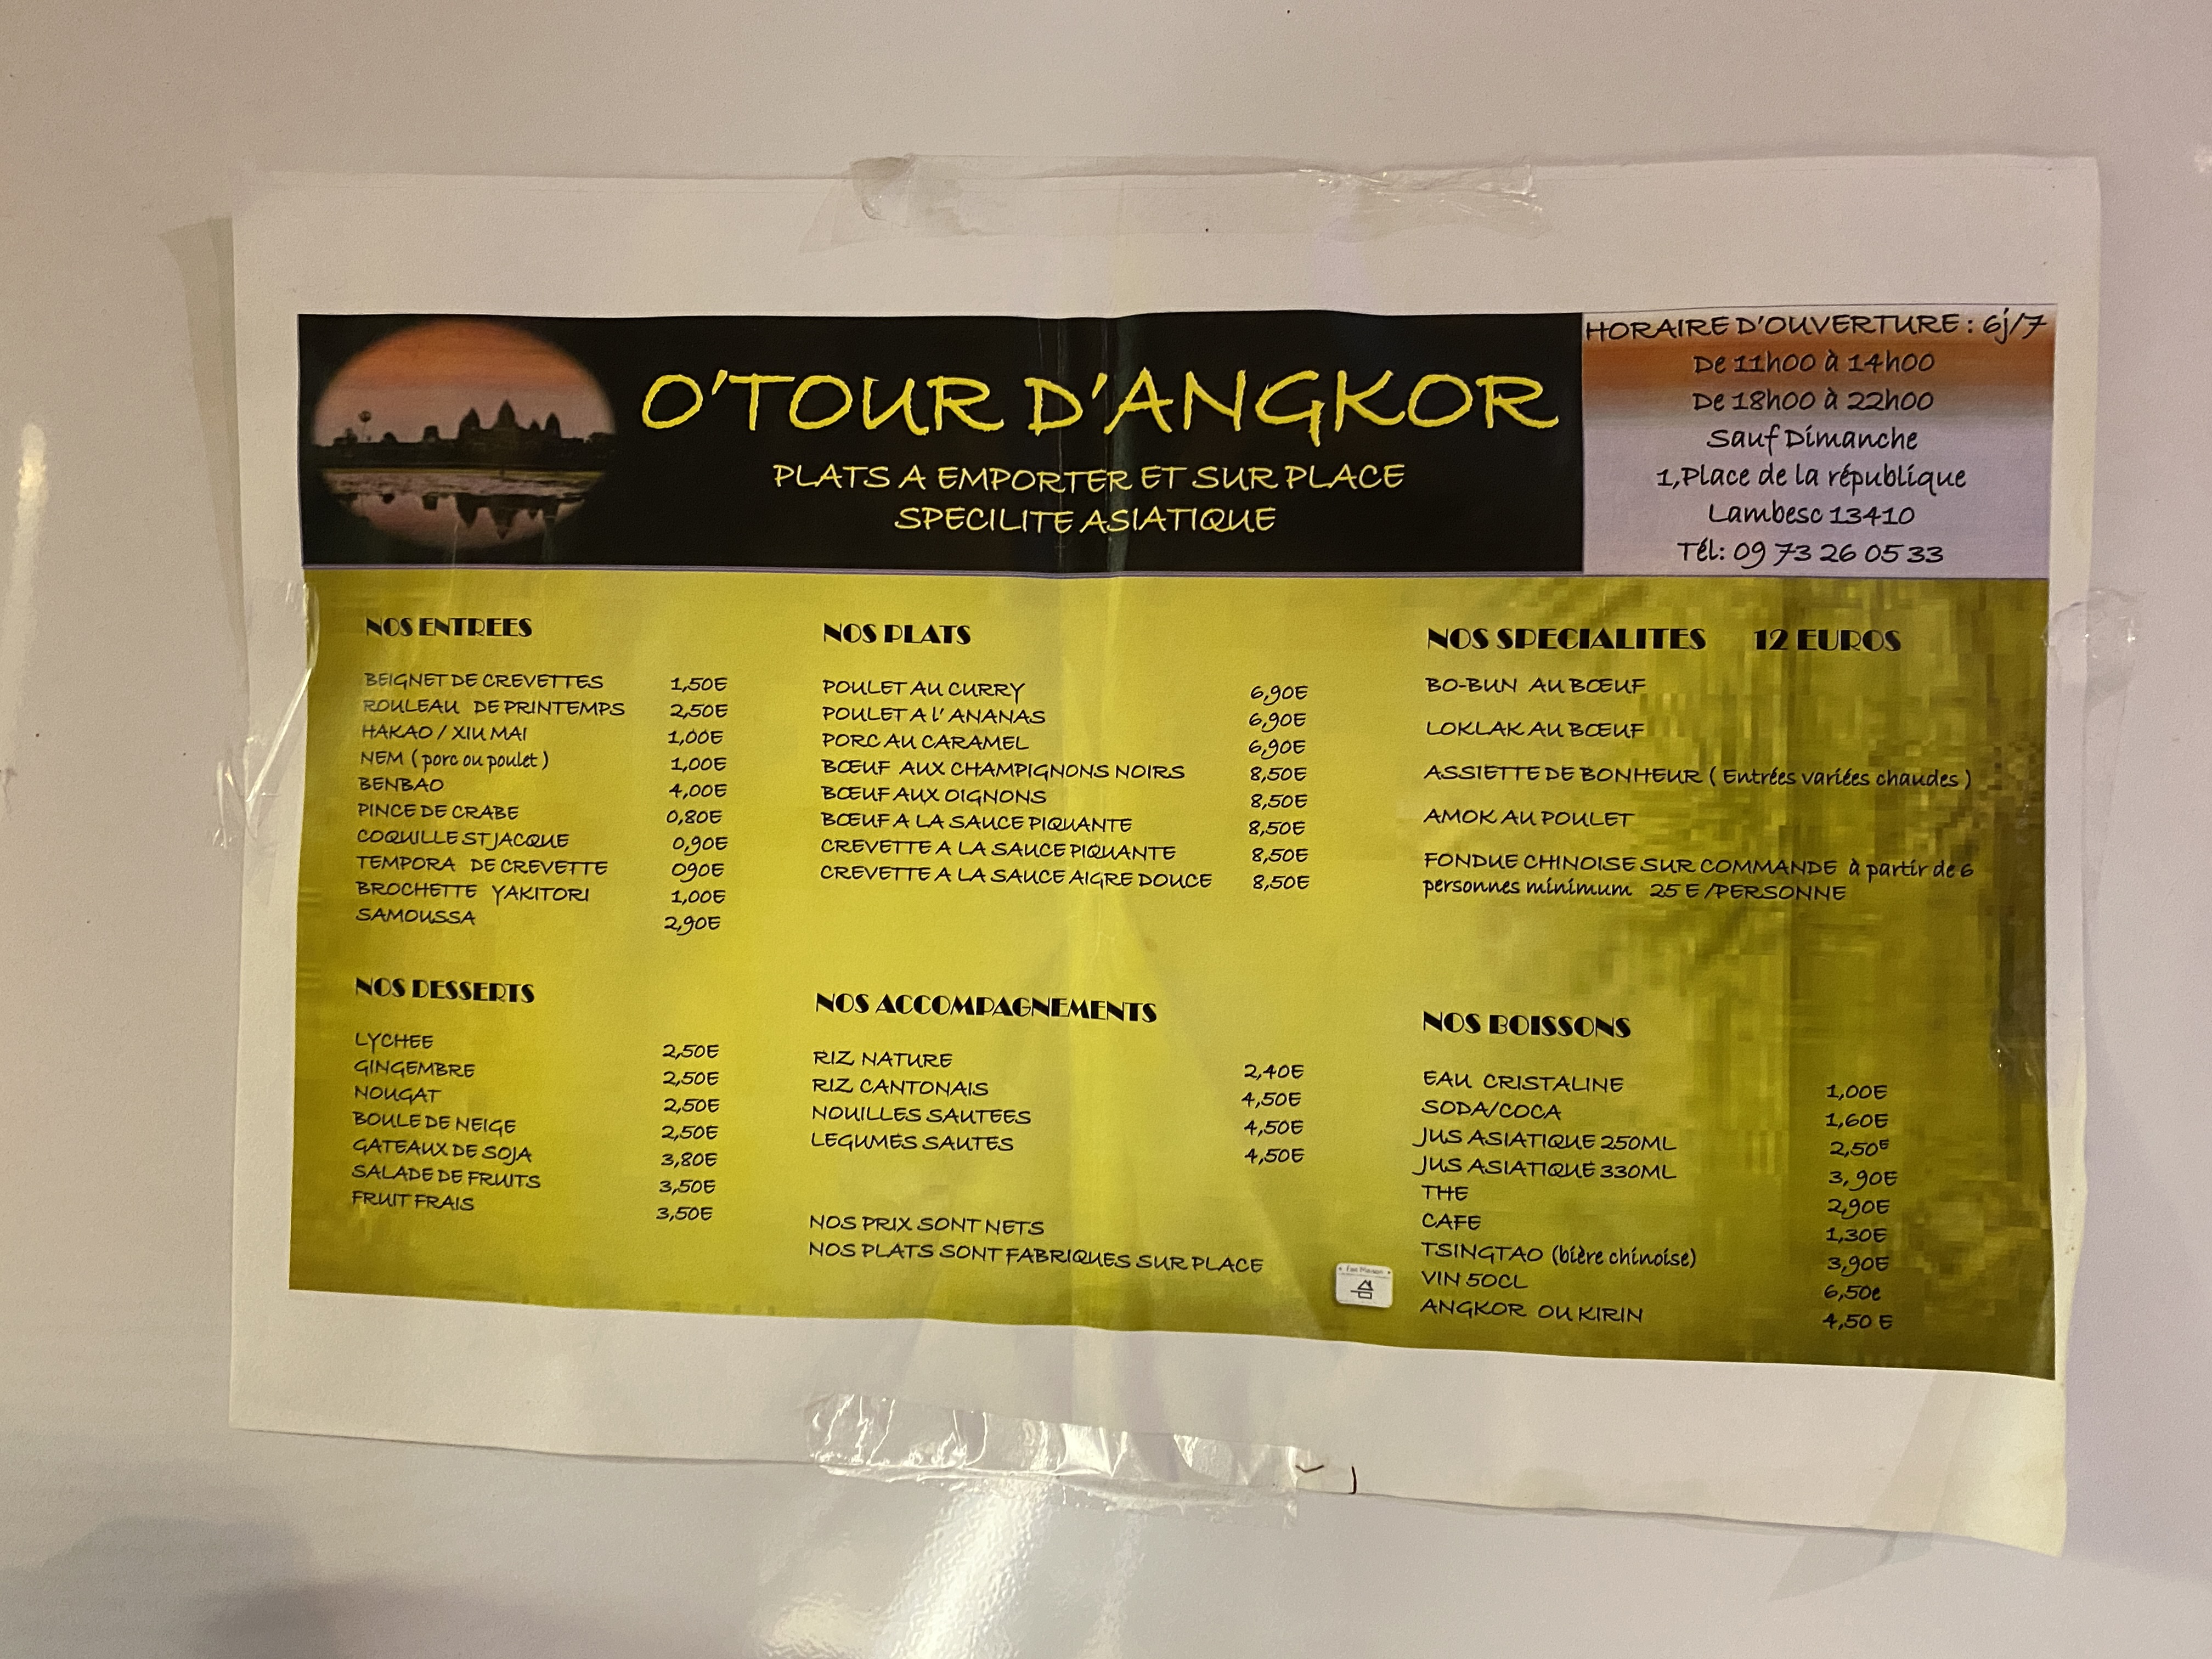 O'TOUR D'ANGKOR
PLATS A EMPORTER ET SUR PLACE
SPECILITE ASIATIQUE
HORAIRE D'OUVERTURE : 6j/7
De 11h00 à 14h00
De 18h00 à 22h00
Sauf Dimanche
1,Place de la république
Lambesc 13410
Tél: 09 73 26 05 33
NOS ENTREES
BEIGNET DE CREVETTES 1,50E
ROULEAU DE PRINTEMPS 2,50E
HAKAO / XIU MAI 1,00E
NEM ( porc ou poulet ) 1,00E
BENBAO 4,00E
PINCE DE CRABE 0,80E
COQUILLE ST JACQUE 0,90E
TEMPORA DE CREVETTE 090E
BROCHETTE YAKITORI 1,00E
SAMOUSSA 2,90E
NOS PLATS
POULET AU CURRY 6,90E
POULET A l' ANANAS 6,90E
PORC AU CARAMEL 6,90E
BŒUF AUX CHAMPIGNONS NOIRS 8,50E
BŒUF AUX OIGNONS 8,50E
BŒUF A LA SAUCE PIQUANTE 8,50E
CREVETTE A LA SAUCE PIQUANTE 8,50E
CREVETTE A LA SAUCE AIGRE DOUCE 8,50E
NOS SPECIALITES 12 EUROS
BO-BUN AU BŒUF
LOKLAK AU BŒUF
ASSIETTE DE BONHEUR ( Entrées variées chaudes )
AMOK AU POULET
FONDUE CHINOISE SUR COMMANDE à partir de 6
personnes minimum 25 E /PERSONNE
NOS DESSERTS
LYCHEE 2,50E
GINGEMBRE 2,50E
NOUGAT 2,50E
BOULE DE NEIGE 2,50E
GATEAUX DE SOJA 3,80E
SALADE DE FRUITS 3,50E
FRUIT FRAIS 3,50E
NOS ACCOMPAGNEMENTS
RIZ NATURE 2,40E
RIZ CANTONAIS 4,50E
NOUILLES SAUTEES 4,50E
LEGUMES SAUTES 4,50E
NOS PRIX SONT NETS
NOS PLATS SONT FABRIQUES SUR PLACE
Fait Maison
NOS BOISSONS
EAU CRISTALINE 1,00E
SODA/COCA 1,60E
JUS ASIATIQUE 250ML 2,50E
JUS ASIATIQUE 330ML 3,90E
THE 2,90E
CAFE 1,30E
TSINGTAO (bière chinoise) 3,90E
VIN 50CL 6,50e
ANGKOR OU KIRIN 4,50 E